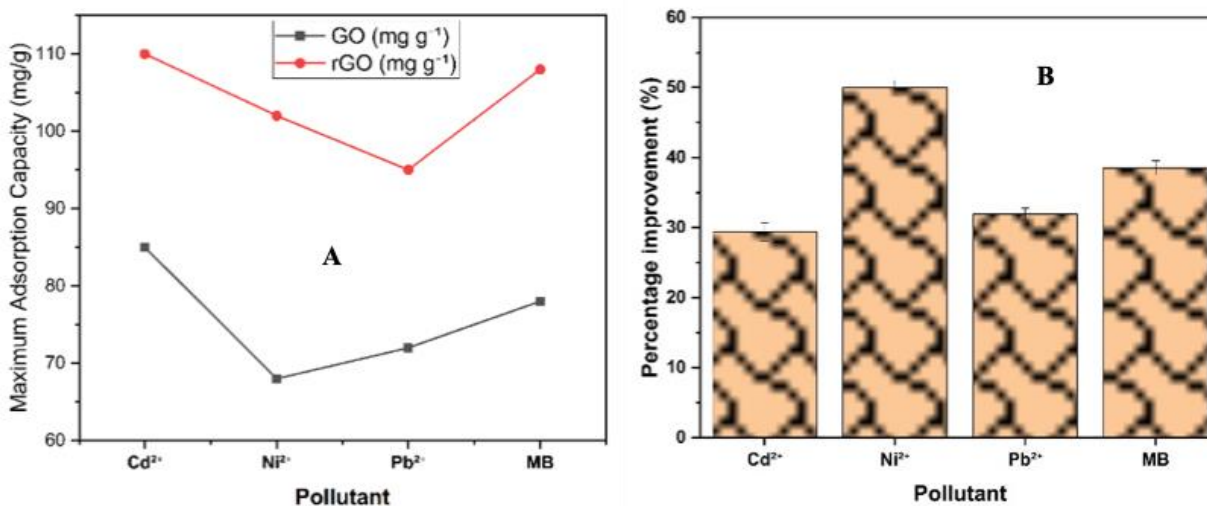 Maximum Adsorption Capacity (mg/g)
110
100
90
80
70
60
GO (mg g⁻¹)
rGO (mg g⁻¹)
A
Cd²⁺ Ni²⁺ Pb²⁺ MB
Pollutant
Percentage improvement (%)
60
50
40
30
20
10
0
B
Cd²⁺ Ni²⁺ Pb²⁺ MB
Pollutant